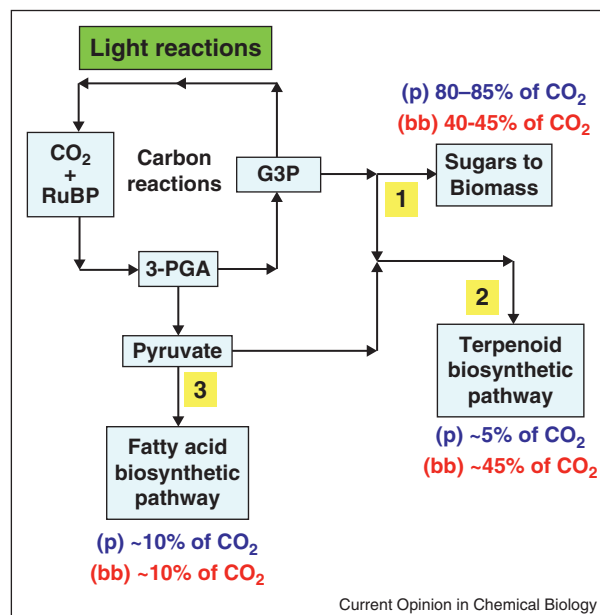 Light reactions
(p) 80–85% of CO2
(bb) 40-45% of CO2
CO2
+
RuBP
Carbon
reactions
G3P
Sugars to
Biomass
1
3-PGA
2
Pyruvate
Terpenoid
biosynthetic
pathway
3
(p) ~5% of CO2
(bb) ~45% of CO2
Fatty acid
biosynthetic
pathway
(p) ~10% of CO2
(bb) ~10% of CO2
Current Opinion in Chemical Biology